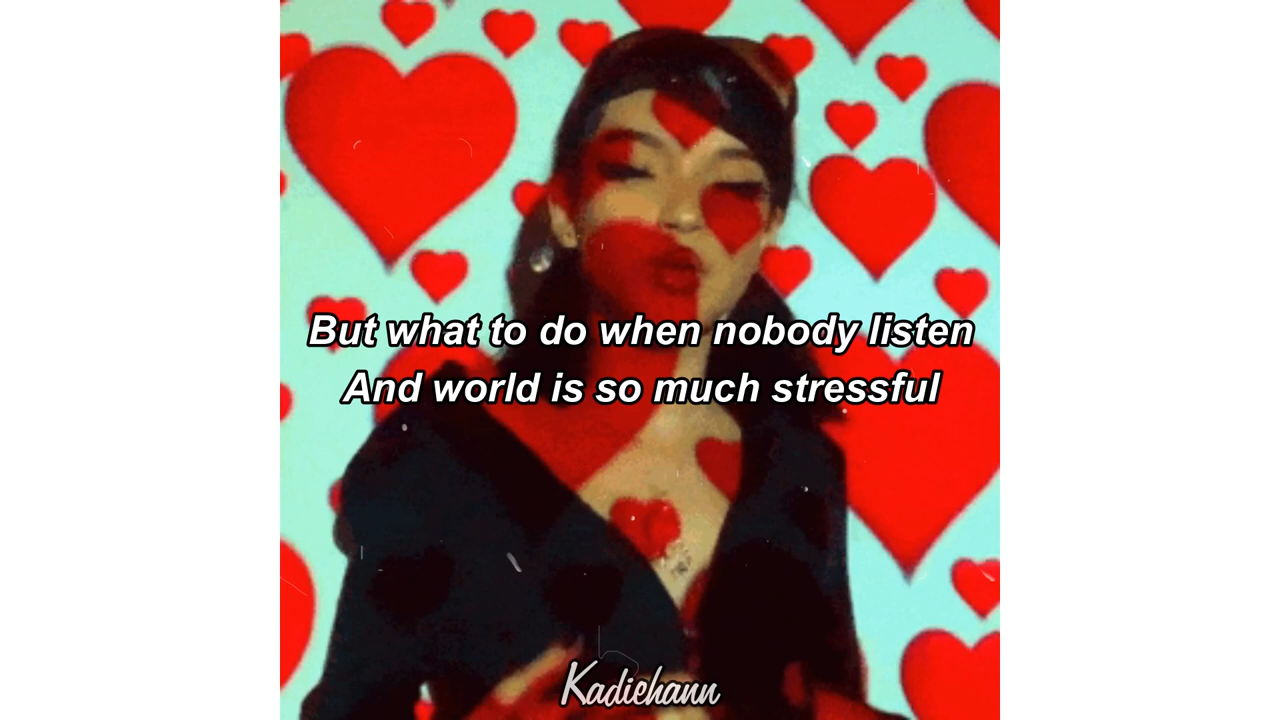 But what to do when nobody listen
And world is so much stressful
Kadiehann